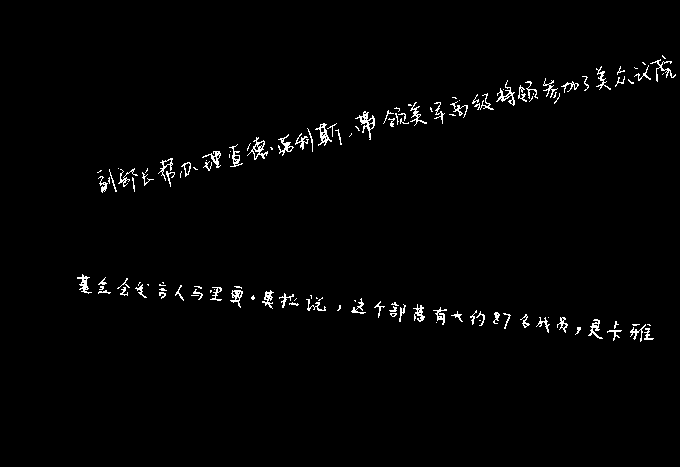 副部长帮办理查德·诺利斯、带领美军高级将领参加了美众议院
基金会发言人马里奥·莫拉说,这个部落有大约87名成员,是卡雅